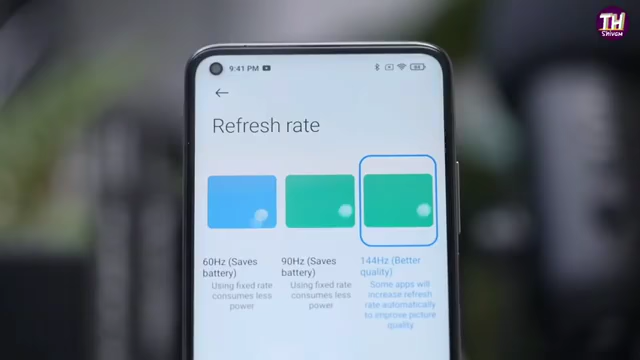 TH
SHIVAM
9:41 PM
Refresh rate
60Hz (Saves
battery)
Using fixed rate
consumes less
power
90Hz (Saves
battery)
Using fixed rate
consumes less
power
144Hz (Better
quality)
Some apps will
increase refresh
rate automatically
to improve picture
quality